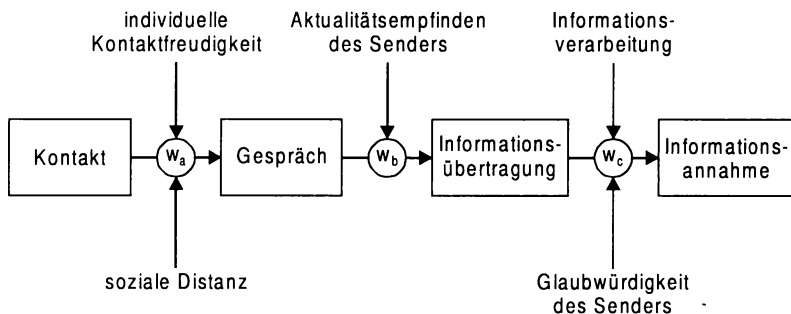 individuelle
Kontaktfreudigkeit
Aktualitätsempfinden
des Senders
Informations-
verarbeitung
Kontakt
wa
Gespräch
wb
Informations-
übertragung
wc
Informations-
annahme
soziale Distanz
Glaubwürdigkeit
des Senders